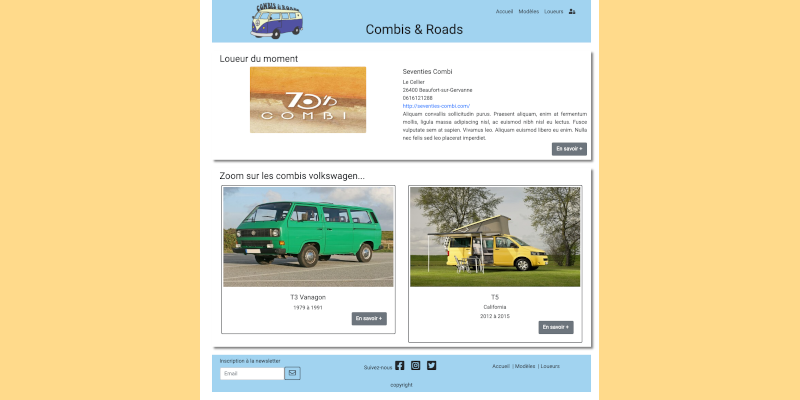 COMBIS & ROADS
Accueil Modèles Loueurs
Combis & Roads
Loueur du moment
70's
COMBI
Seventies Combi
Le Cellier
26400 Beaufort-sur-Gervanne
0616121288
http://seventies-combi.com/
Aliquam convallis sollicitudin purus. Praesent aliquam, enim at fermentum
mollis, ligula massa adipiscing nisl, ac euismod nibh nisl eu lectus. Fusce
vulputate sem at sapien. Vivamus leo. Aliquam euismod libero eu enim. Nulla
nec felis sed leo placerat imperdiet.
En savoir +
Zoom sur les combis volkswagen...
T3 Vanagon
1979 à 1991
En savoir +
T5
California
2012 à 2015
En savoir +
Inscription à la newsletter
Email
Suivez-nous
Accueil | Modèles | Loueurs
copyright